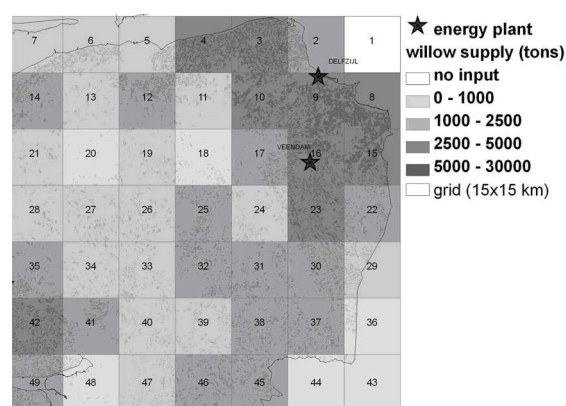 energy plant
willow supply (tons)
no input
0 - 1000
1000 - 2500
2500 - 5000
5000 - 30000
grid (15x15 km)
7 6 5 4 3 2 1
DELFZIJL
14 13 12 11 10 9 8
VEENDAM
21 20 19 18 17 16 15
28 27 26 25 24 23 22
35 34 33 32 31 30 29
42 41 40 39 38 37 36
49 48 47 46 45 44 43